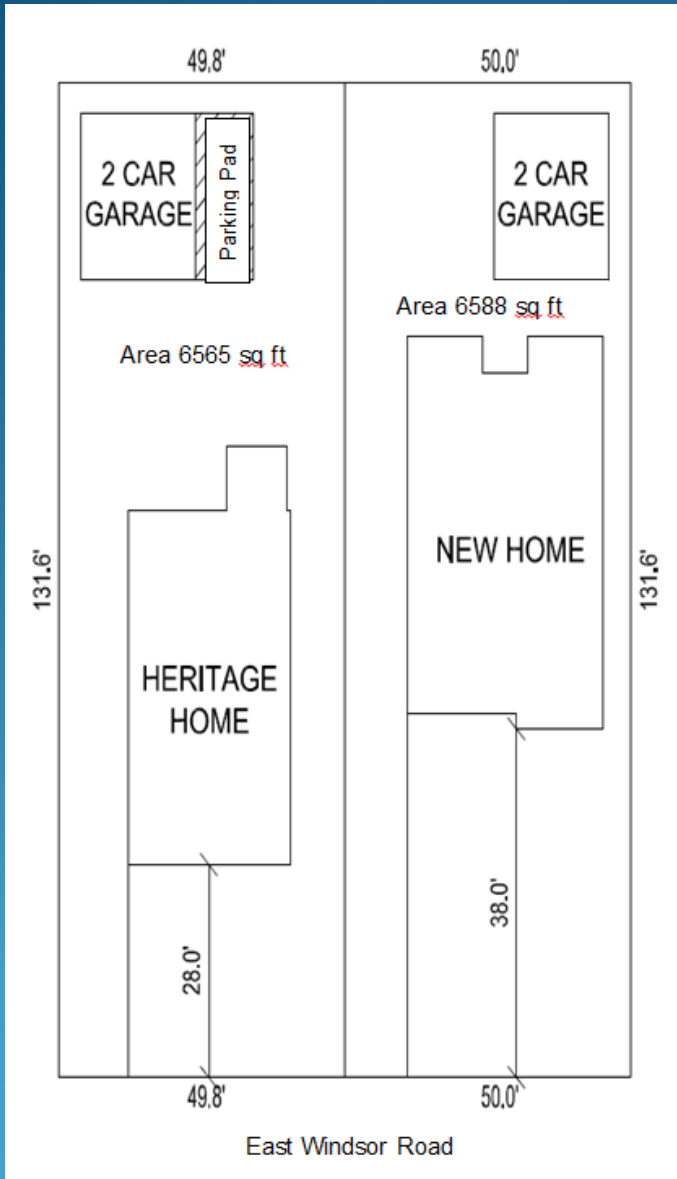 49.8'
50.0'
2 CAR
GARAGE
Parking Pad
2 CAR
GARAGE
Area 6588 sq ft
Area 6565 sq ft
131.6'
NEW HOME
131.6'
HERITAGE
HOME
38.0'
28.0'
49.8'
50.0'
East Windsor Road